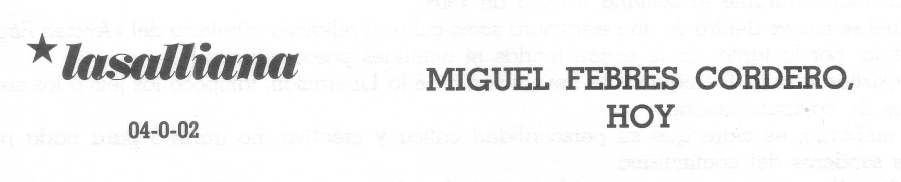 ★ lasalliana
04-0-02
MIGUEL FEBRES CORDERO,
HOY